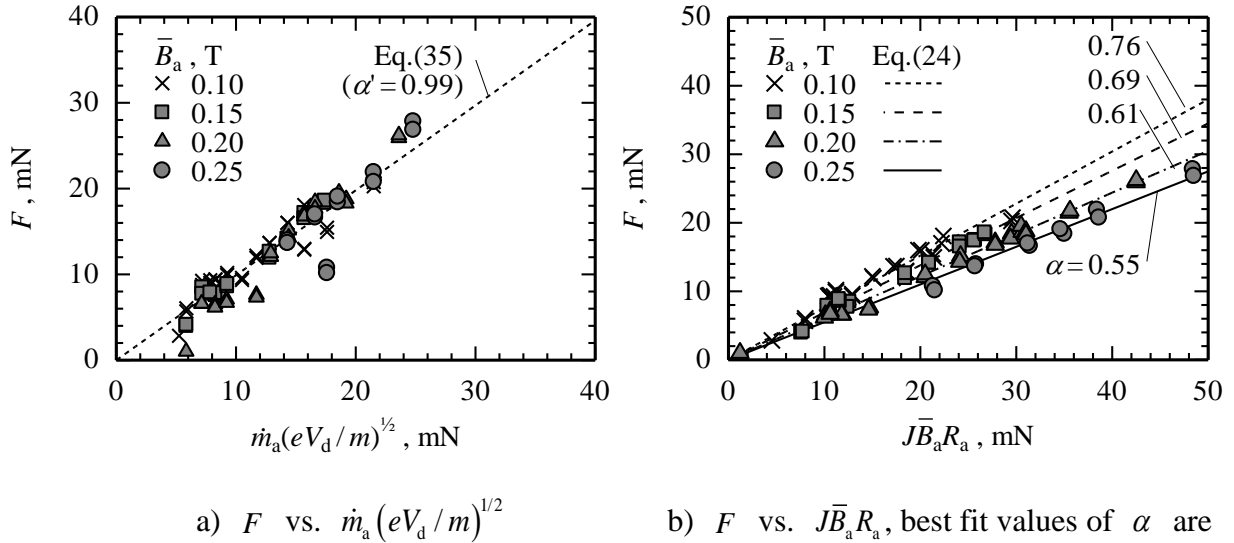 40
30
20
10
0
F , mN
B̄a , T
0.10
0.15
0.20
0.25
Eq.(35)
(α' = 0.99)
0 10 20 30 40
ṁa(eVd / m)½ , mN
50
40
30
20
10
0
F , mN
B̄a , T Eq.(24)
0.10
0.15
0.20
0.25
0.76
0.69
0.61
α = 0.55
0 10 20 30 40 50
JB̄aRa , mN
a) F vs. ṁa (eVd / m)1/2
b) F vs. JB̄aRa, best fit values of α are